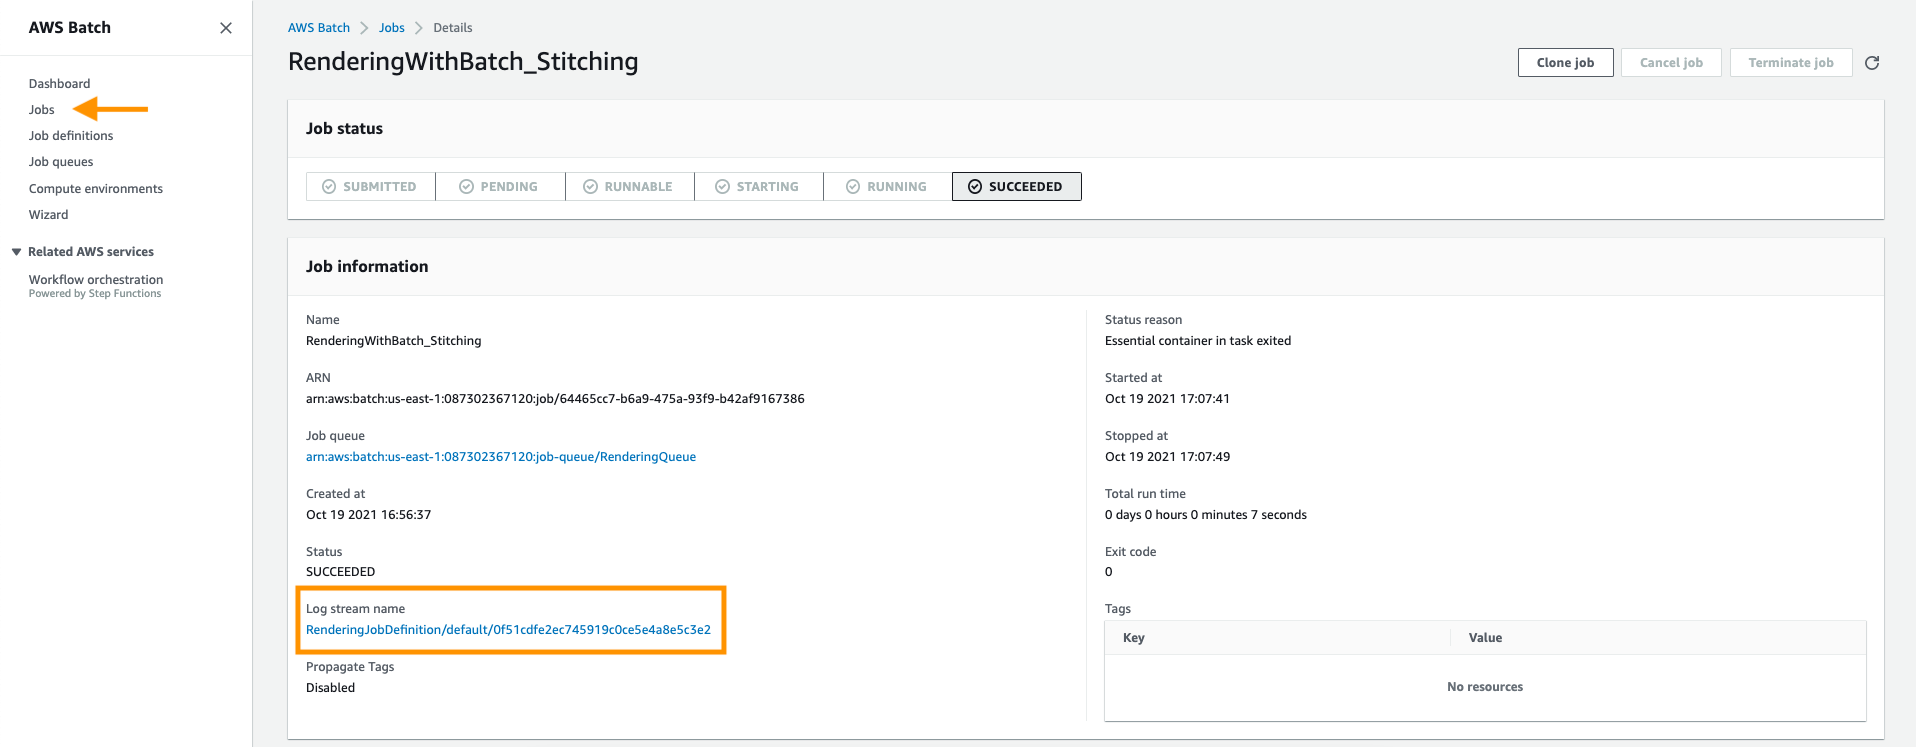 AWS Batch
Dashboard
Jobs
Job definitions
Job queues
Compute environments
Wizard
Related AWS services
Workflow orchestration
Powered by Step Functions
AWS Batch Jobs Details
RenderingWithBatch_Stitching
Clone job Cancel job Terminate job
Job status
SUBMITTED PENDING RUNNABLE STARTING RUNNING SUCCEEDED
Job information
Name
RenderingWithBatch_Stitching
ARN
arn:aws:batch:us-east-1:087302367120:job/64465cc7-b6a9-475a-93f9-b42af9167386
Job queue
arn:aws:batch:us-east-1:087302367120:job-queue/RenderingQueue
Created at
Oct 19 2021 16:56:37
Status
SUCCEEDED
Log stream name
RenderingJobDefinition/default/0f51cdfe2ec745919c0ce5e4a8e5c3e2
Propagate Tags
Disabled
Status reason
Essential container in task exited
Started at
Oct 19 2021 17:07:41
Stopped at
Oct 19 2021 17:07:49
Total run time
0 days 0 hours 0 minutes 7 seconds
Exit code
0
Tags
Key Value
No resources